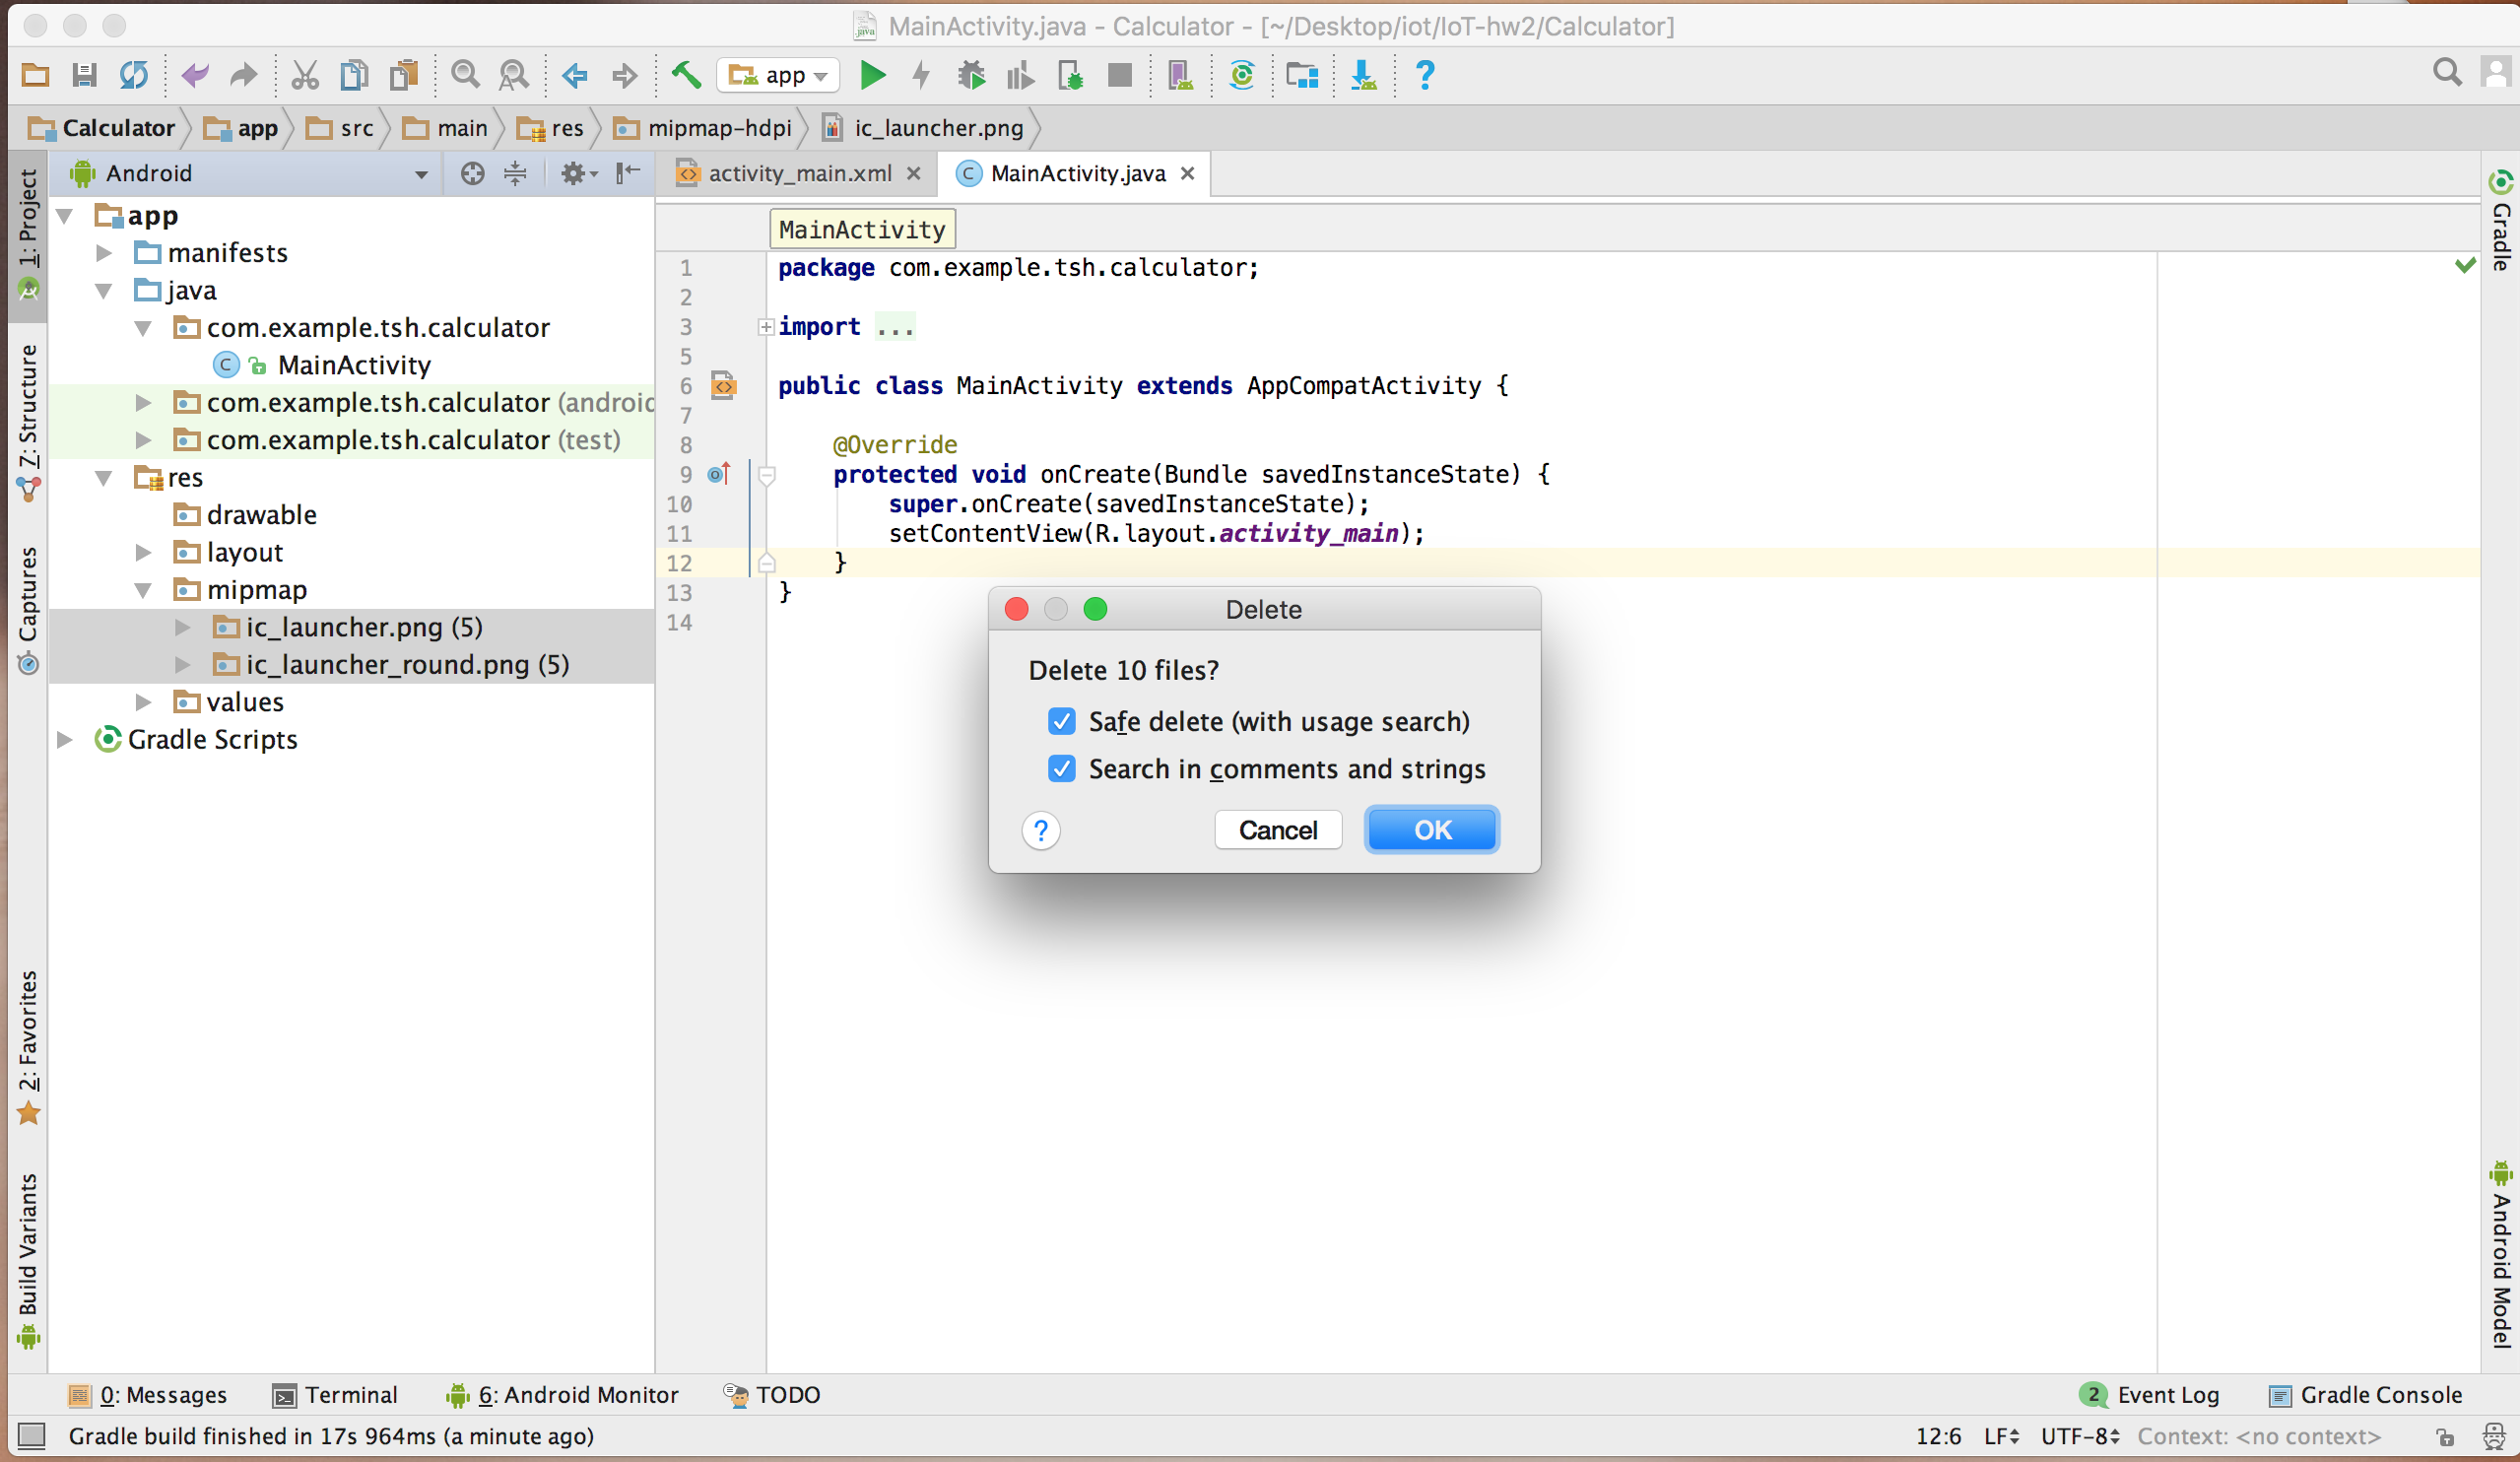 MainActivity.java - Calculator - [~/Desktop/iot/IoT-hw2/Calculator]
app
Calculator app src main res mipmap-hdpi ic_launcher.png
Android
activity_main.xml MainActivity.java
1: Project
Z: Structure
Captures
2: Favorites
Build Variants
app
manifests
java
com.example.tsh.calculator
MainActivity
com.example.tsh.calculator (android
com.example.tsh.calculator (test)
res
drawable
layout
mipmap
ic_launcher.png (5)
ic_launcher_round.png (5)
values
Gradle Scripts
MainActivity
1 package com.example.tsh.calculator;
2
3 import ...
5
6 public class MainActivity extends AppCompatActivity {
7
8 @Override
9 protected void onCreate(Bundle savedInstanceState) {
10 super.onCreate(savedInstanceState);
11 setContentView(R.layout.activity_main);
12 }
13 }
14
Delete
Delete 10 files?
Safe delete (with usage search)
Search in comments and strings
? Cancel OK
Gradle
Android Model
0: Messages Terminal 6: Android Monitor TODO 2 Event Log Gradle Console
Gradle build finished in 17s 964ms (a minute ago) 12:6 LF UTF-8 Context: <no context>